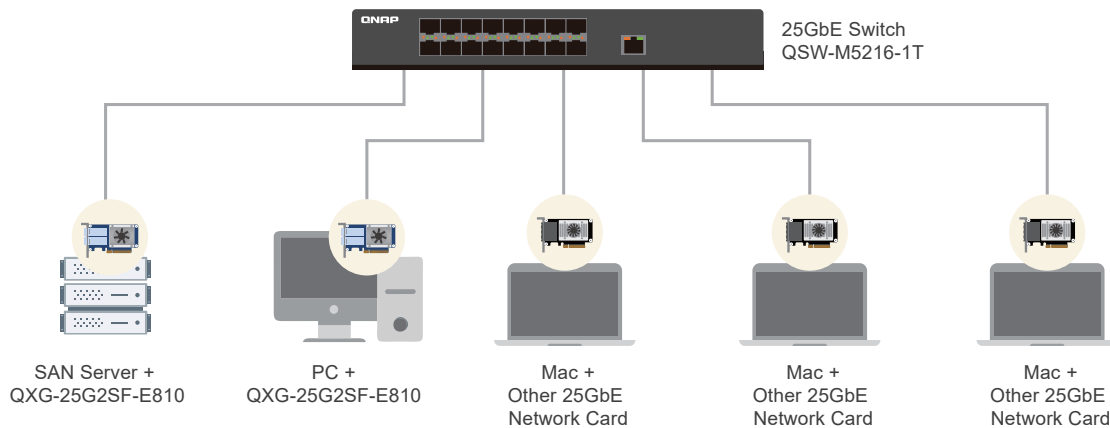 QNAP
25GbE Switch
QSW-M5216-1T
SAN Server +
QXG-25G2SF-E810
PC +
QXG-25G2SF-E810
Mac +
Other 25GbE
Network Card
Mac +
Other 25GbE
Network Card
Mac +
Other 25GbE
Network Card